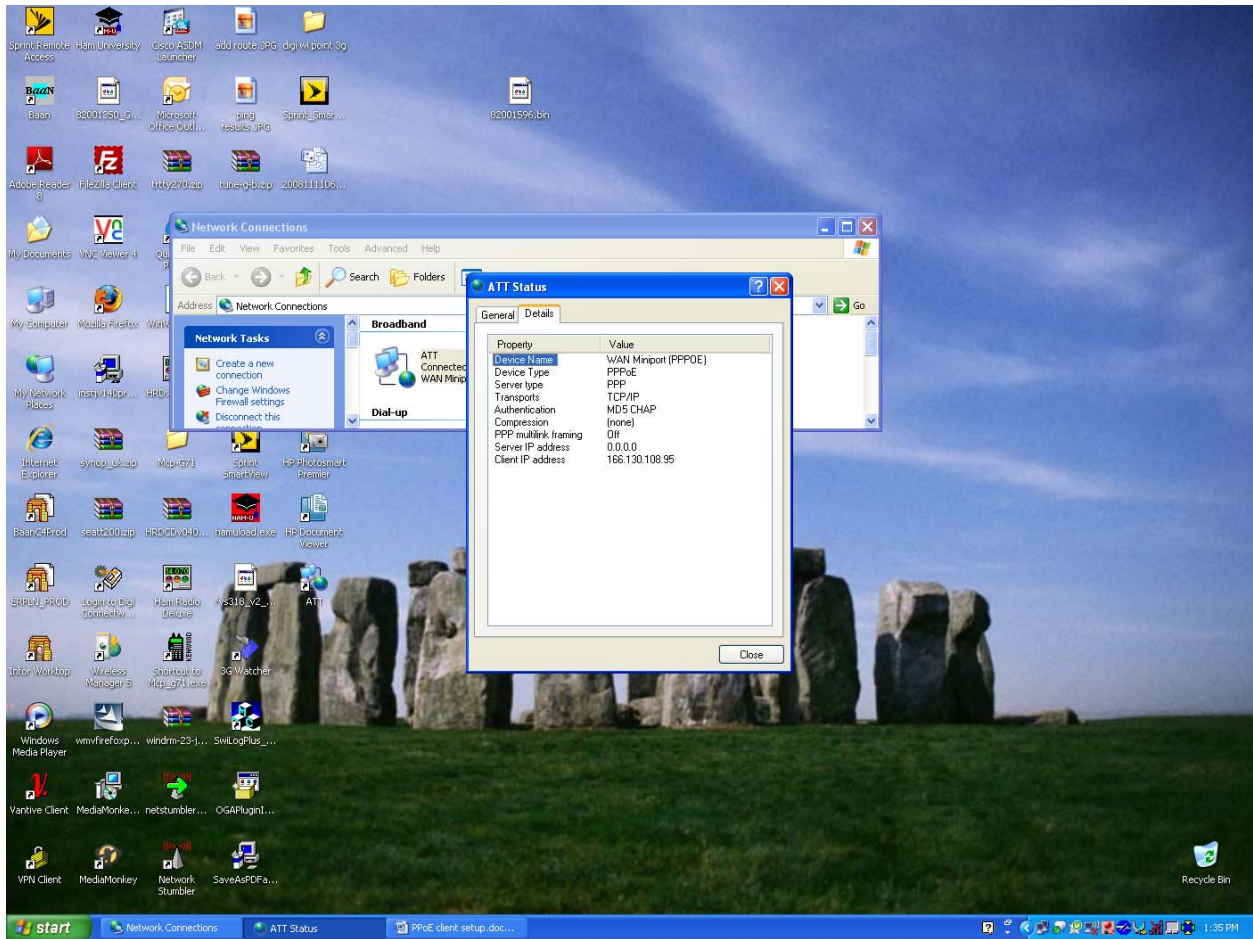 Sprint Remote Access
Ham University
Cisco ASDM Launcher
add route.JPG
digi wi point 3g
Baan
82001350_G...
Microsoft Office Outl...
ping results.JPG
Sprint_Smar...
82001596.bin
Adobe Reader 8
FileZilla Client
trtty270.zip
tune-g-b.zip
2008111106...
My Documents
VNC Viewer 4
My Computer
Mozilla Firefox
My Network Places
Internet Explorer
synop_uk.zip
Mcp-G71
Sprint SmartView
HP Photosmart Premier
BaanC4Prod
seatt200.zip
HRDCDv040...
hamuload.exe
HP Document Viewer
ERPLN_PROD
Login to Digi Connectw...
Ham Radio Deluxe
fvs318_v2_...
ATT
Infor Worktop
Wireless Manager 5
Shortcut to Mcp_g71.exe
3G Watcher
Windows Media Player
wmvfirefoxp...
windrm-23-j...
SwiLogPlus_...
Vantive Client
MediaMonke...
netstumbler...
OGAPluginI...
VPN Client
MediaMonkey
Network Stumbler
SaveAsPDFa...
Recycle Bin
Network Connections
File Edit View Favorites Tools Advanced Help
Back Search Folders
Address Network Connections Go
Network Tasks
Create a new connection
Change Windows Firewall settings
Disconnect this
Broadband
ATT
Connected
WAN Minip
Dial-up
ATT Status
General Details
Property Value
Device Name WAN Miniport (PPPOE)
Device Type PPPoE
Server type PPP
Transports TCP/IP
Authentication MD5 CHAP
Compression (none)
PPP multilink framing Off
Server IP address 0.0.0.0
Client IP address 166.130.108.95
Close
start
Network Connections
ATT Status
PPoE client setup.doc...
1:35 PM